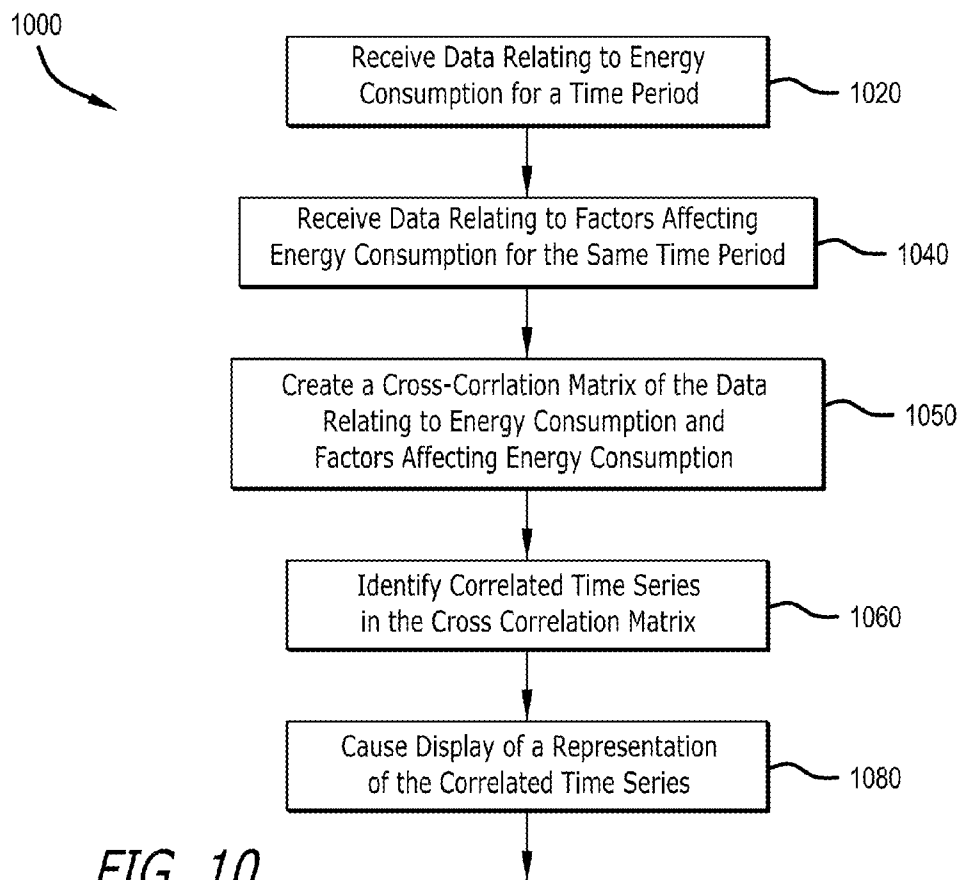 1000
Receive Data Relating to Energy
Consumption for a Time Period
1020
Receive Data Relating to Factors Affecting
Energy Consumption for the Same Time Period
1040
Create a Cross-Corrlation Matrix of the Data
Relating to Energy Consumption and
Factors Affecting Energy Consumption
1050
Identify Correlated Time Series
in the Cross Correlation Matrix
1060
Cause Display of a Representation
of the Correlated Time Series
1080
FIG. 10